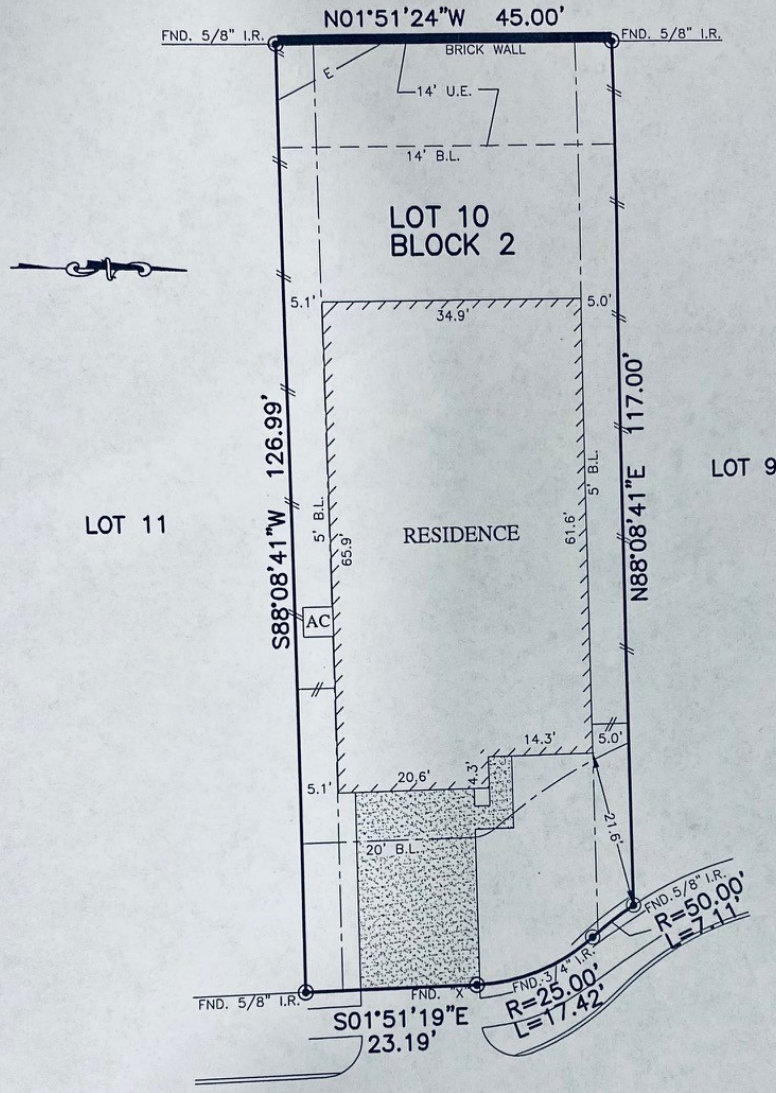 N01°51'24"W 45.00'
FND. 5/8" I.R.
FND. 5/8" I.R.
BRICK WALL
E
14' U.E.
14' B.L.
LOT 10
BLOCK 2
5.1'
34.9'
5.0'
S88°08'41"W 126.99'
5' B.L.
65.9'
LOT 11
RESIDENCE
61.6'
5' B.L.
N88°08'41"E 117.00'
LOT 9
AC
14.3'
5.0'
5.1'
20.6'
4.3'
20' B.L.
21.6'
FND. 5/8" I.R.
R=50.00'
L=7.11'
FND. 3/4" I.R.
R=25.00'
L=17.42'
FND. 5/8" I.R.
FND. "X"
S01°51'19"E
23.19'